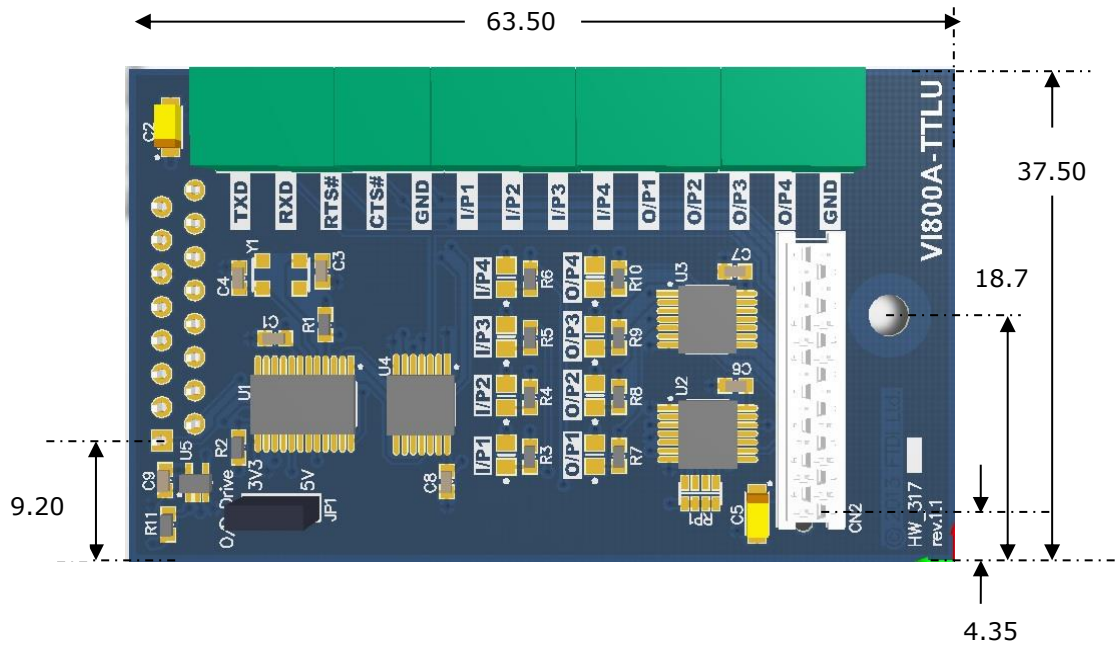 63.50
C2
TXD
RXD
RTS#
CTS#
GND
I/P1
I/P2
I/P3
I/P4
O/P1
O/P2
O/P3
O/P4
GND
VI800A-TTLU
37.50
18.7
C4
Y1
C3
I/P4
R6
O/P4
R10
U3
C7
C1
R1
I/P3
R5
O/P3
R9
U1
U4
I/P2
R4
O/P2
R8
U2
C6
R2
I/P1
R3
O/P1
R7
9.20
C9
U5
O/P Drive
3V3
5V
JP1
C8
C5
CN2
R11
HW_317
rev.1.1
4.35